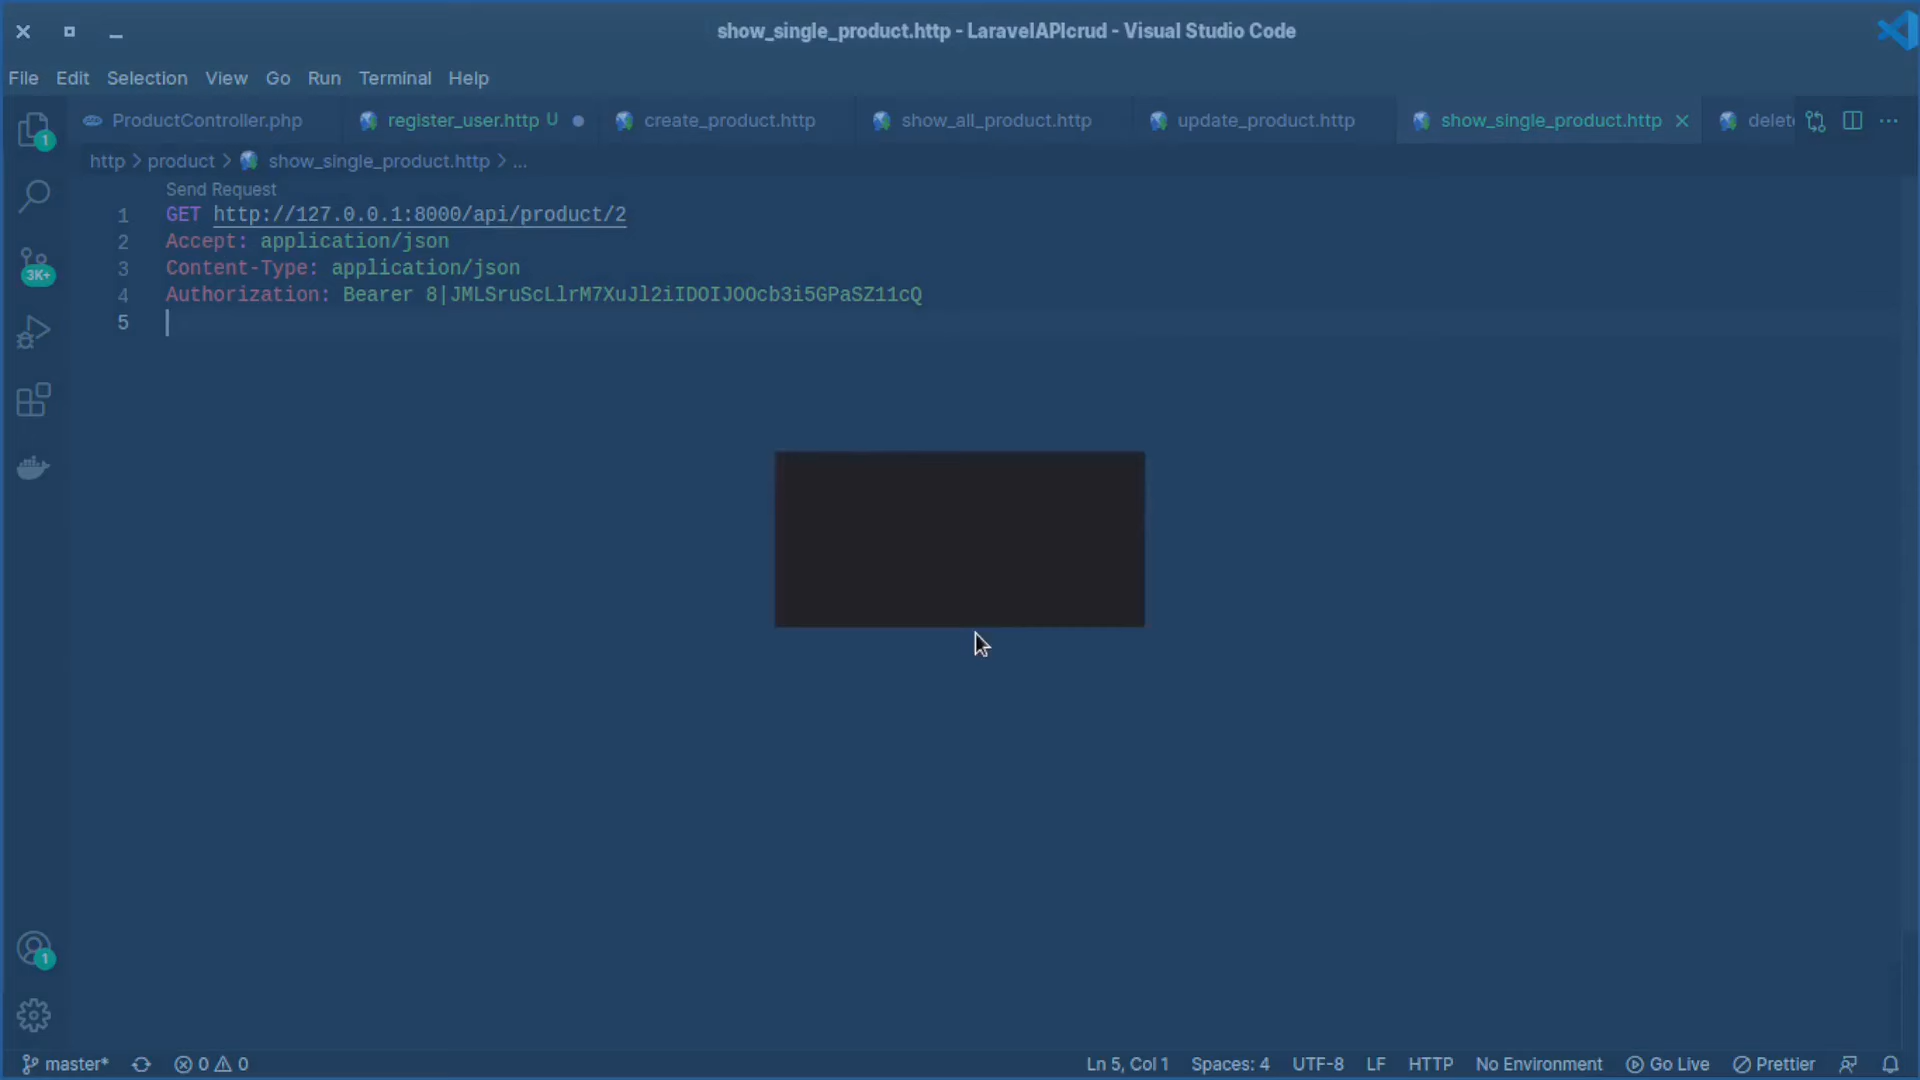 show_single_product.http - LaravelAPIcrud - Visual Studio Code
File Edit Selection View Go Run Terminal Help
ProductController.php register_user.http U create_product.http show_all_product.http update_product.http show_single_product.http delet
http > product > show_single_product.http > ...
Send Request
1 GET http://127.0.0.1:8000/api/product/2
2 Accept: application/json
3 Content-Type: application/json
4 Authorization: Bearer 8|JMLSruScLlrM7XuJl2iIDOIJOOcb3i5GPaSZ11cQ
5
1
3K+
1
master* 0 0 Ln 5, Col 1 Spaces: 4 UTF-8 LF HTTP No Environment Go Live Prettier